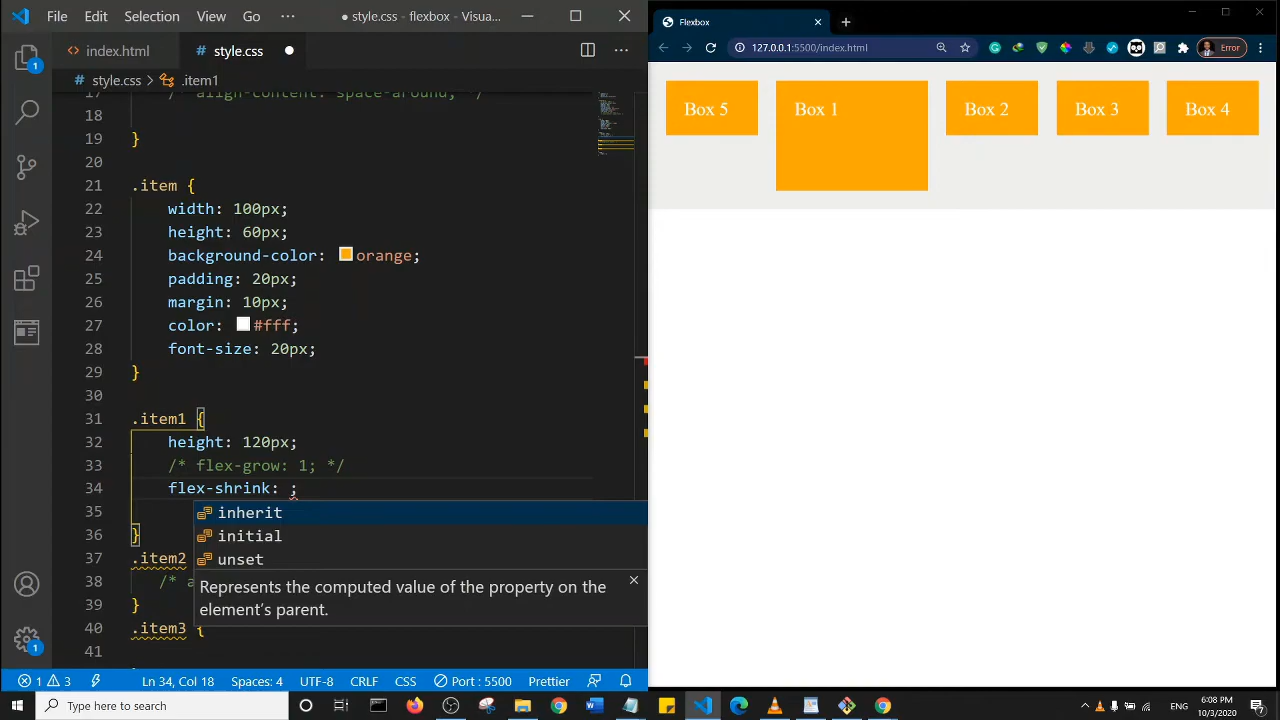 File Edit Selection View Go ··· ● style.css - flexbox - Visua...
index.html
# style.css ●
# style.css > .item1
17 /* align-content: space-around; */
18
19 }
20
21 .item {
22 width: 100px;
23 height: 60px;
24 background-color: orange;
25 padding: 20px;
26 margin: 10px;
27 color: #fff;
28 font-size: 20px;
29 }
30
31 .item1 {
32 height: 120px;
33 /* flex-grow: 1; */
34 flex-shrink: ;
35
inherit
36 }
initial
37 .item2
unset
38 /* a
Represents the computed value of the property on the
39 }
element's parent.
40 .item3 {
41
1
1
1 3 Ln 34, Col 18 Spaces: 4 UTF-8 CRLF CSS Port : 5500 Prettier
Flexbox
127.0.0.1:5500/index.html
Error
Box 5 Box 1 Box 2 Box 3 Box 4
Type here to search
ENG
6:08 PM
10/3/2020
7